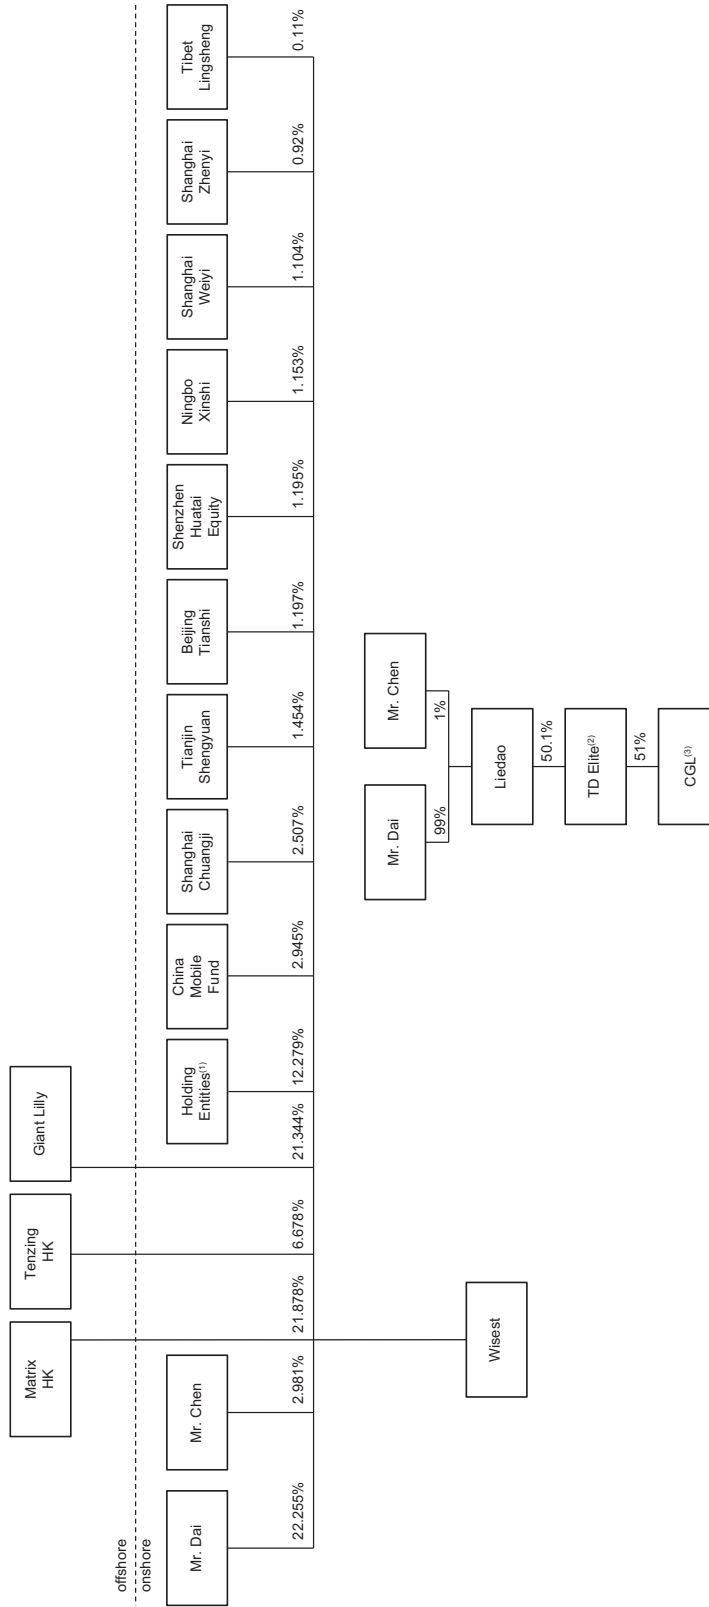 Matrix
HK
Tenzing
HK
Giant Lilly
offshore
onshore
Mr. Dai
Mr. Chen
Holding
Entities(1)
China
Mobile
Fund
Shanghai
Chuangji
Tianjin
Shengyuan
Beijing
Tianshi
Shenzhen
Huatai
Equity
Ningbo
Xinshi
Shanghai
Weiyi
Shanghai
Zhenyi
Tibet
Lingsheng
22.255%
2.981%
21.878%
6.678%
21.344%
12.279%
2.945%
2.507%
1.454%
1.197%
1.195%
1.153%
1.104%
0.92%
0.11%
Wisest
Mr. Dai
Mr. Chen
99%
1%
Liedao
50.1%
TD Elite(2)
51%
CGL(3)